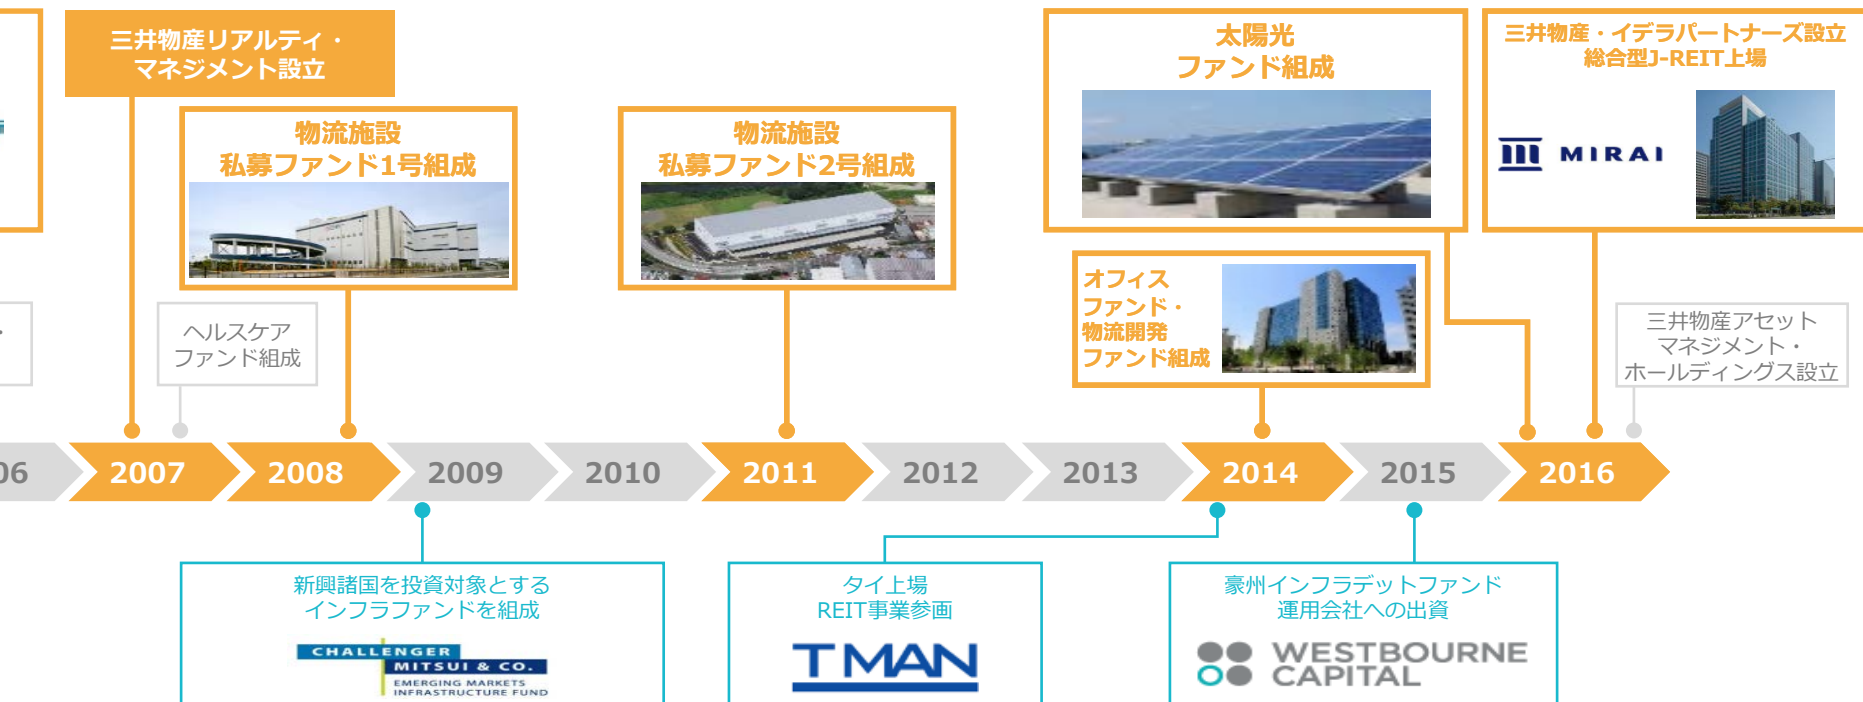 三井物産リアルティ・
マネジメント設立
物流施設
私募ファンド1号組成
物流施設
私募ファンド2号組成
太陽光
ファンド組成
三井物産・イデラパートナーズ設立
総合型J-REIT上場
MIRAI
オフィス
ファンド・
物流開発
ファンド組成
・
ヘルスケア
ファンド組成
三井物産アセット
マネジメント・
ホールディングス設立
06
2007
2008
2009
2010
2011
2012
2013
2014
2015
2016
新興諸国を投資対象とする
インフラファンドを組成
CHALLENGER
MITSUI & CO.
EMERGING MARKETS
INFRASTRUCTURE FUND
タイ上場
REIT事業参画
TMAN
豪州インフラデットファンド
運用会社への出資
WESTBOURNE
CAPITAL